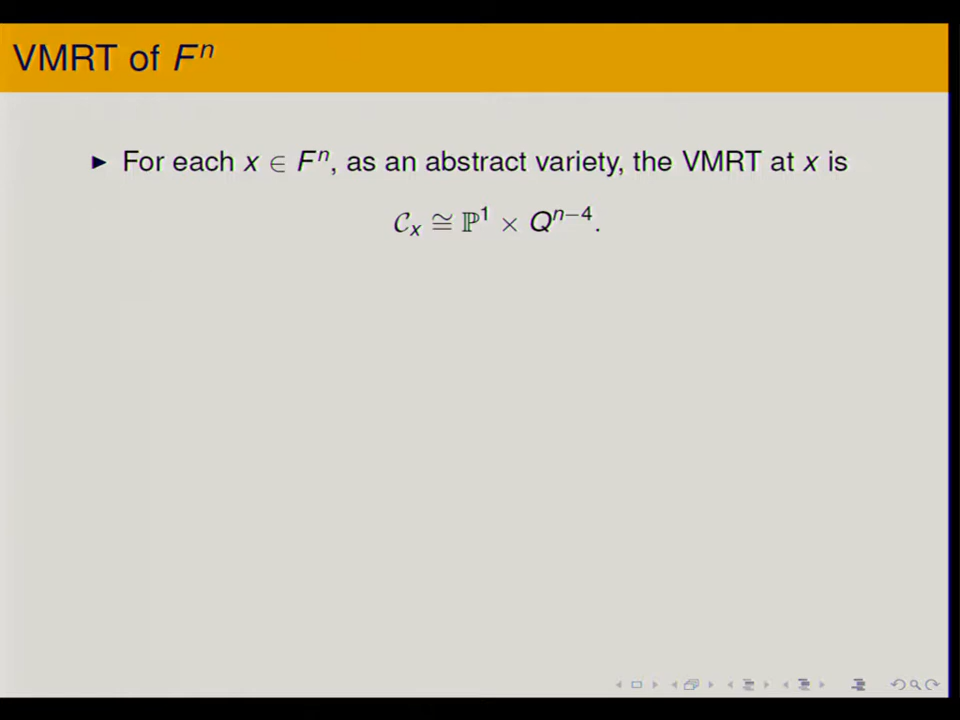 VMRT of Fⁿ
▶ For each x ∈ Fⁿ, as an abstract variety, the VMRT at x is
𝒞ₓ ≅ ℙ¹ × Qⁿ⁻⁴.